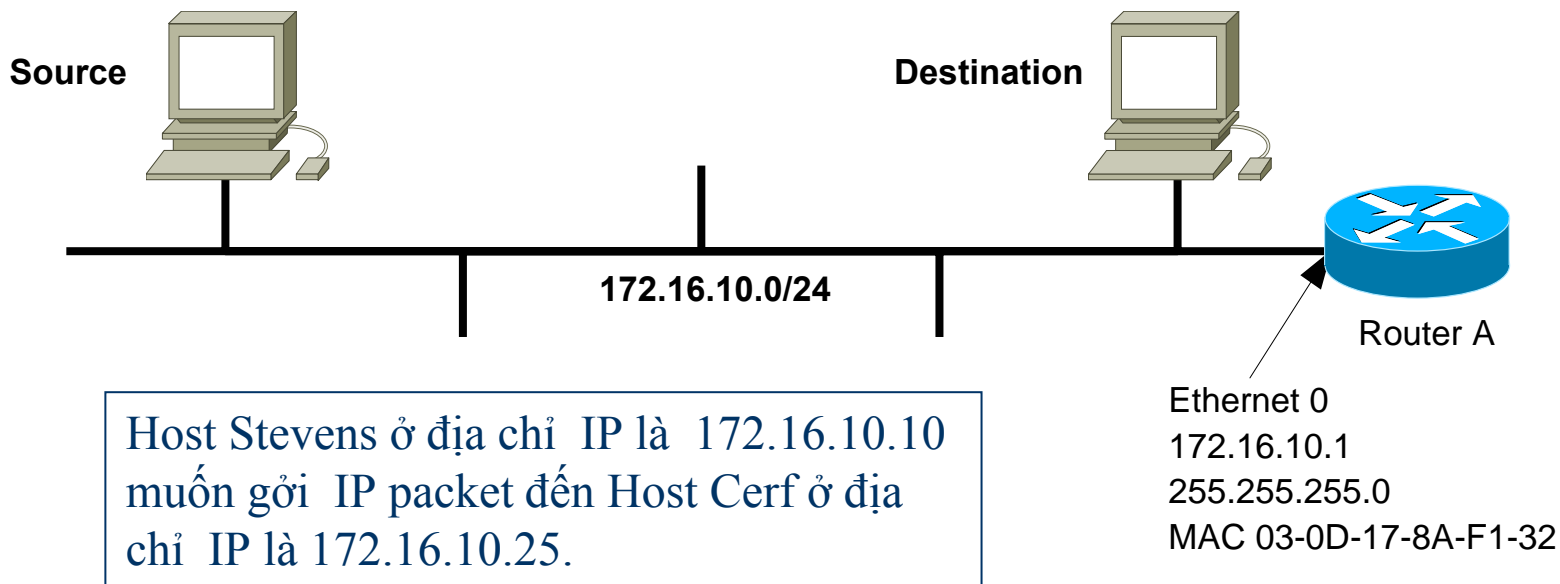 Source
Destination
172.16.10.0/24
Router A
Ethernet 0
172.16.10.1
255.255.255.0
MAC 03-0D-17-8A-F1-32
Host Stevens ở địa chỉ IP là 172.16.10.10
muốn gởi IP packet đến Host Cerf ở địa
chỉ IP là 172.16.10.25.